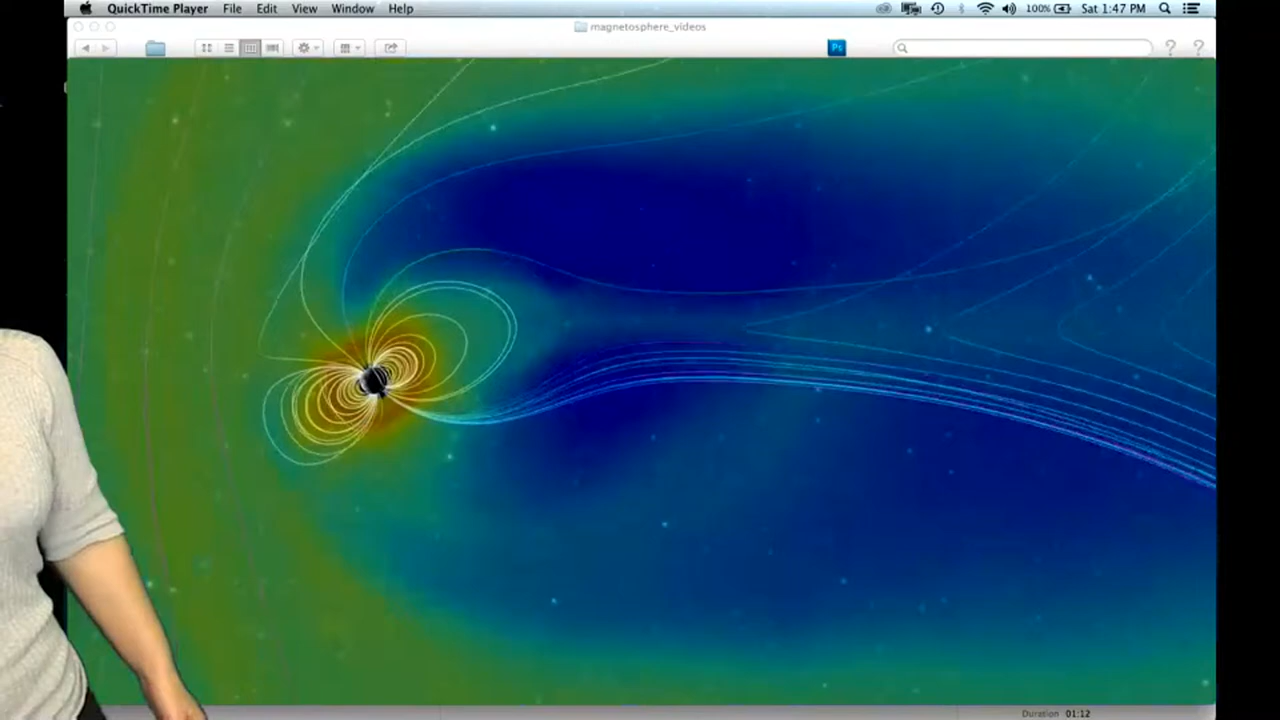 QuickTime Player File Edit View Window Help 100% Sat 1:47 PM
magnetosphere_videos
Ps ? ?
Duration 01:12